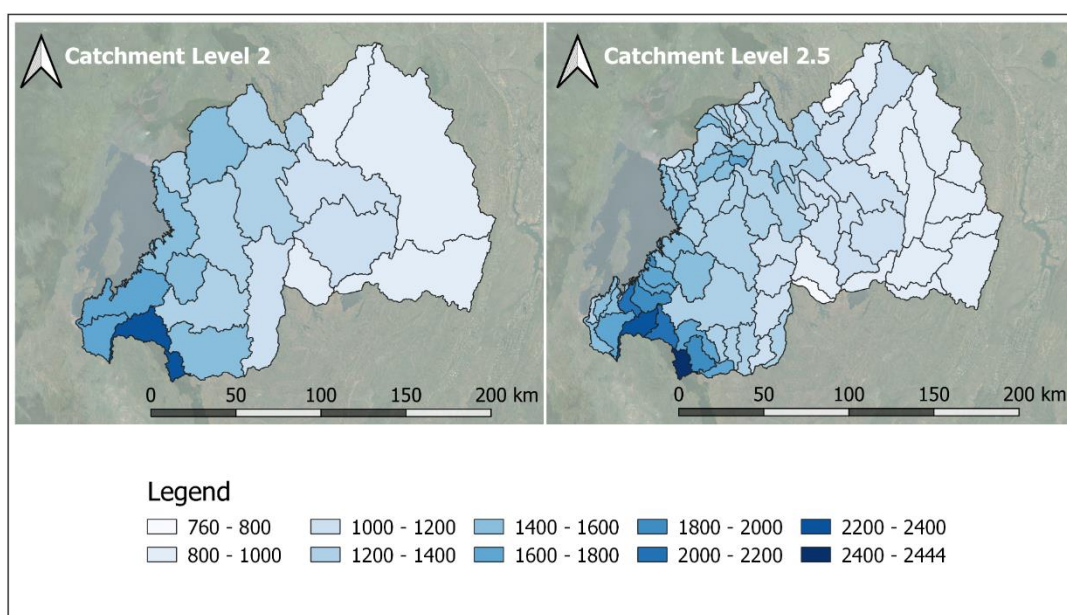 Catchment Level 2
Catchment Level 2.5
0 50 100 150 200 km
0 50 100 150 200 km
Legend
760 - 800
1000 - 1200
1400 - 1600
1800 - 2000
2200 - 2400
800 - 1000
1200 - 1400
1600 - 1800
2000 - 2200
2400 - 2444